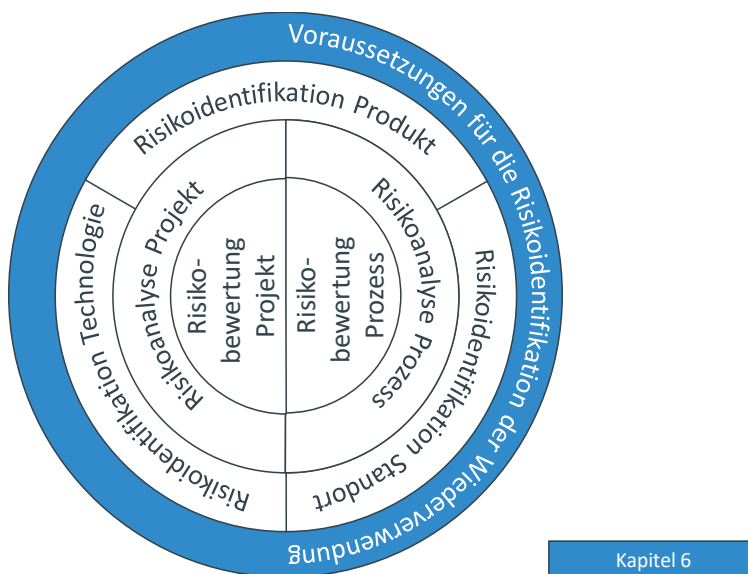 Voraussetzungen für die Risikoidentifikation der Wiederverwendung
Risikoidentifikation Produkt
Risikoidentifikation Technologie
Risikoidentifikation Standort
Risikoanalyse Projekt
Risikoanalyse Prozess
Risiko-
bewertung
Projekt
Risiko-
bewertung
Prozess
Kapitel 6